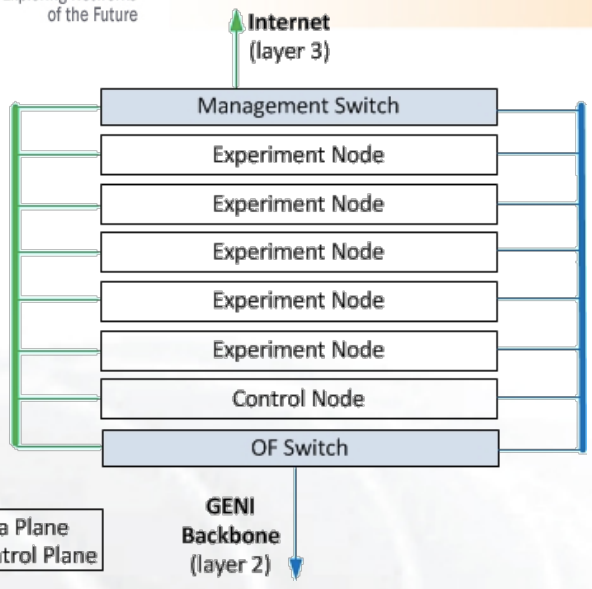 of the Future
Internet
(layer 3)
Management Switch
Experiment Node
Experiment Node
Experiment Node
Experiment Node
Experiment Node
Control Node
OF Switch
GENI
Backbone
(layer 2)
a Plane
trol Plane